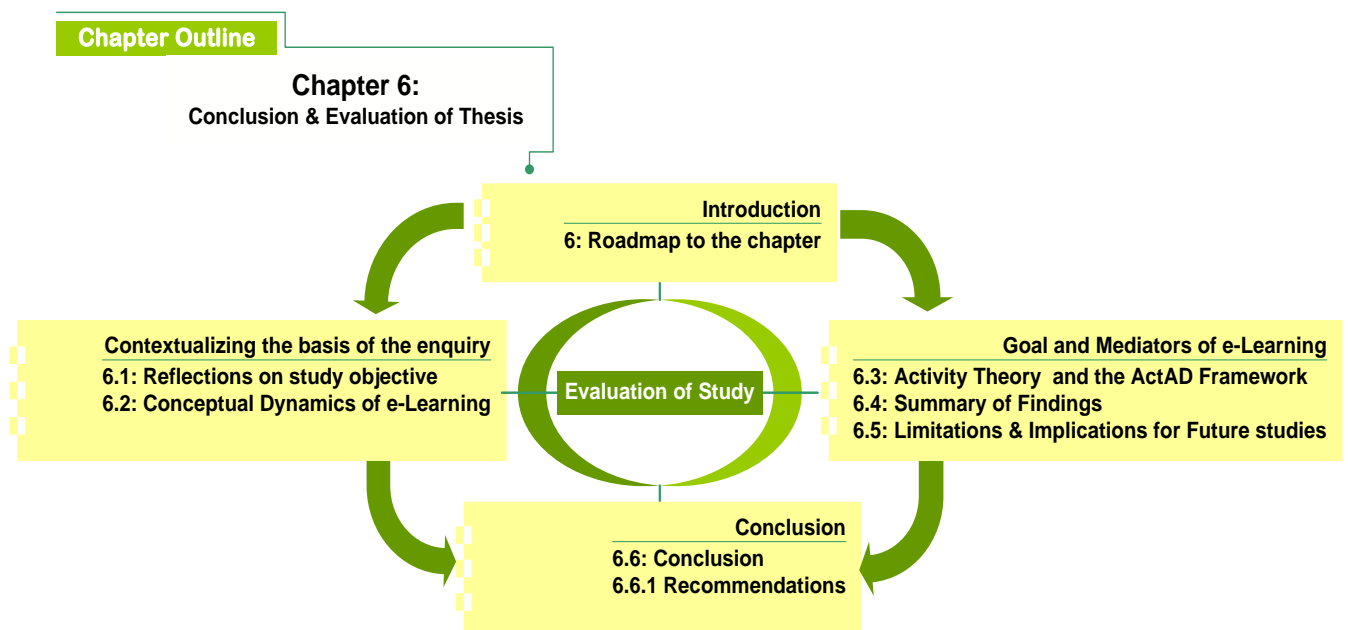 Chapter Outline
Chapter 6:
Conclusion & Evaluation of Thesis
Introduction
6: Roadmap to the chapter
Contextualizing the basis of the enquiry
6.1: Reflections on study objective
6.2: Conceptual Dynamics of e-Learning
Evaluation of Study
Goal and Mediators of e-Learning
6.3: Activity Theory and the ActAD Framework
6.4: Summary of Findings
6.5: Limitations & Implications for Future studies
Conclusion
6.6: Conclusion
6.6.1 Recommendations